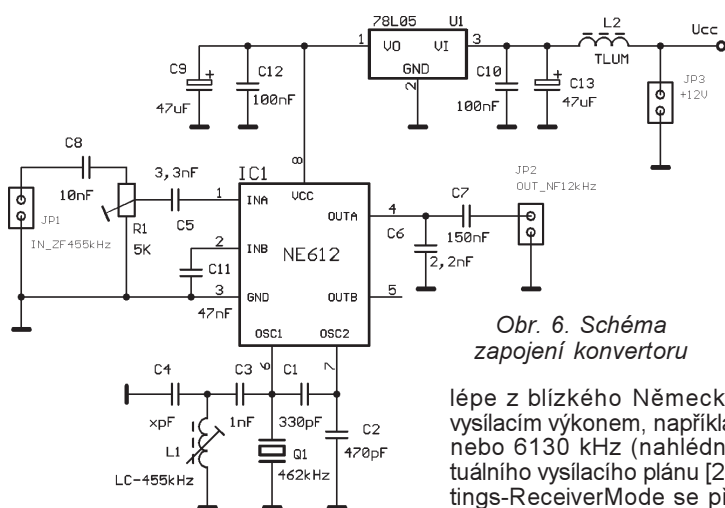 78L05 U1
L2
Ucc
1 VO VI 3
GND
2
TLUM
C9
47uF
C12
100nF
C10
100nF
C13
47uF
JP3
+12V
C8
10nF
3,3nF
C5
IC1
8
VCC
JP1
IN_ZF455kHz
R1
5K
1 INA
2 INB
3 GND
C11
47nF
NE612
OUTA 4
OUTB 5
OSC1 OSC2
6 7
C7
150nF
C6
2,2nF
JP2
OUT_NF12kHz
C4
xpF
C3
1nF
C1
330pF
C2
470pF
L1
LC-455kHz
Q1
462kHz
Obr. 6. Schéma
zapojení konvertoru
lépe z blízkého Německ
vysílacím výkonem, napříkla
nebo 6130 kHz (nahlédn
tuálního vysílacího plánu [2
tings-ReceiverMode se př